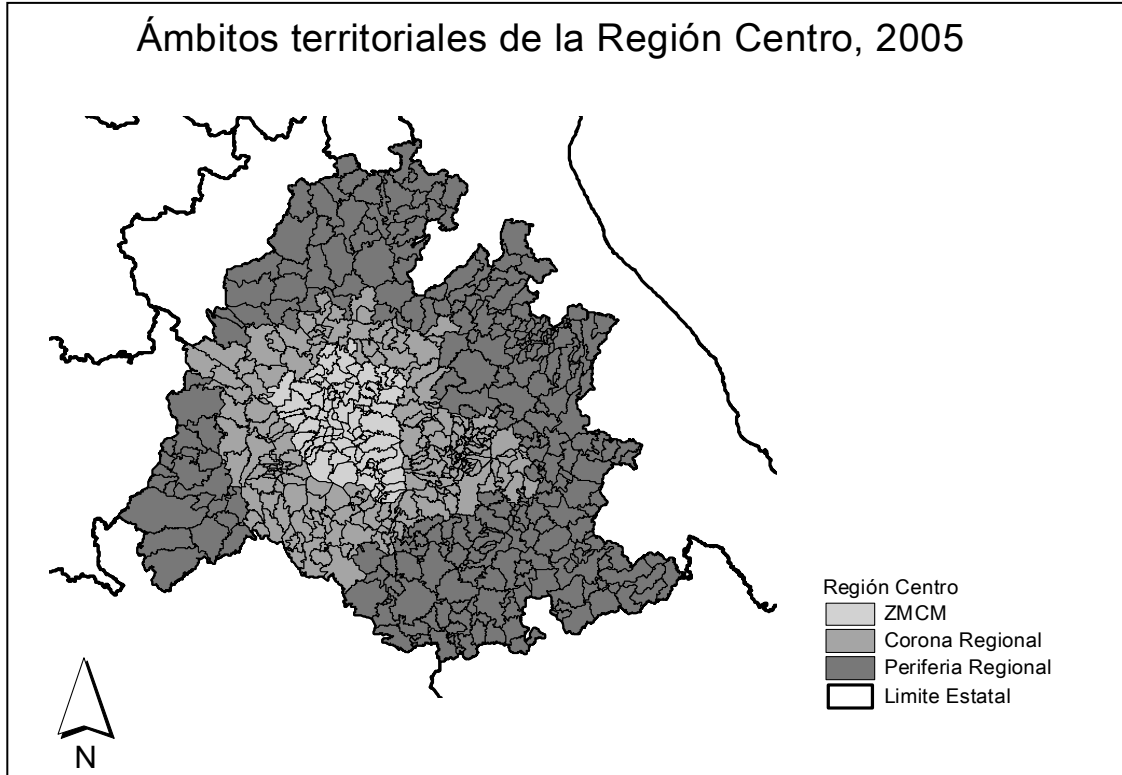 Ámbitos territoriales de la Región Centro, 2005
Región Centro
ZMCM
Corona Regional
Periferia Regional
Limite Estatal
N